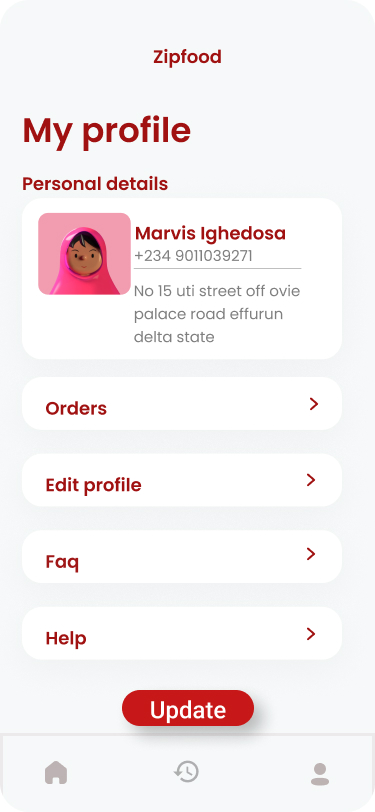 Zipfood
My profile
Personal details
Marvis Ighedosa
+234 9011039271
No 15 uti street off ovie
palace road effurun
delta state
Orders
Edit profile
Faq
Help
Update